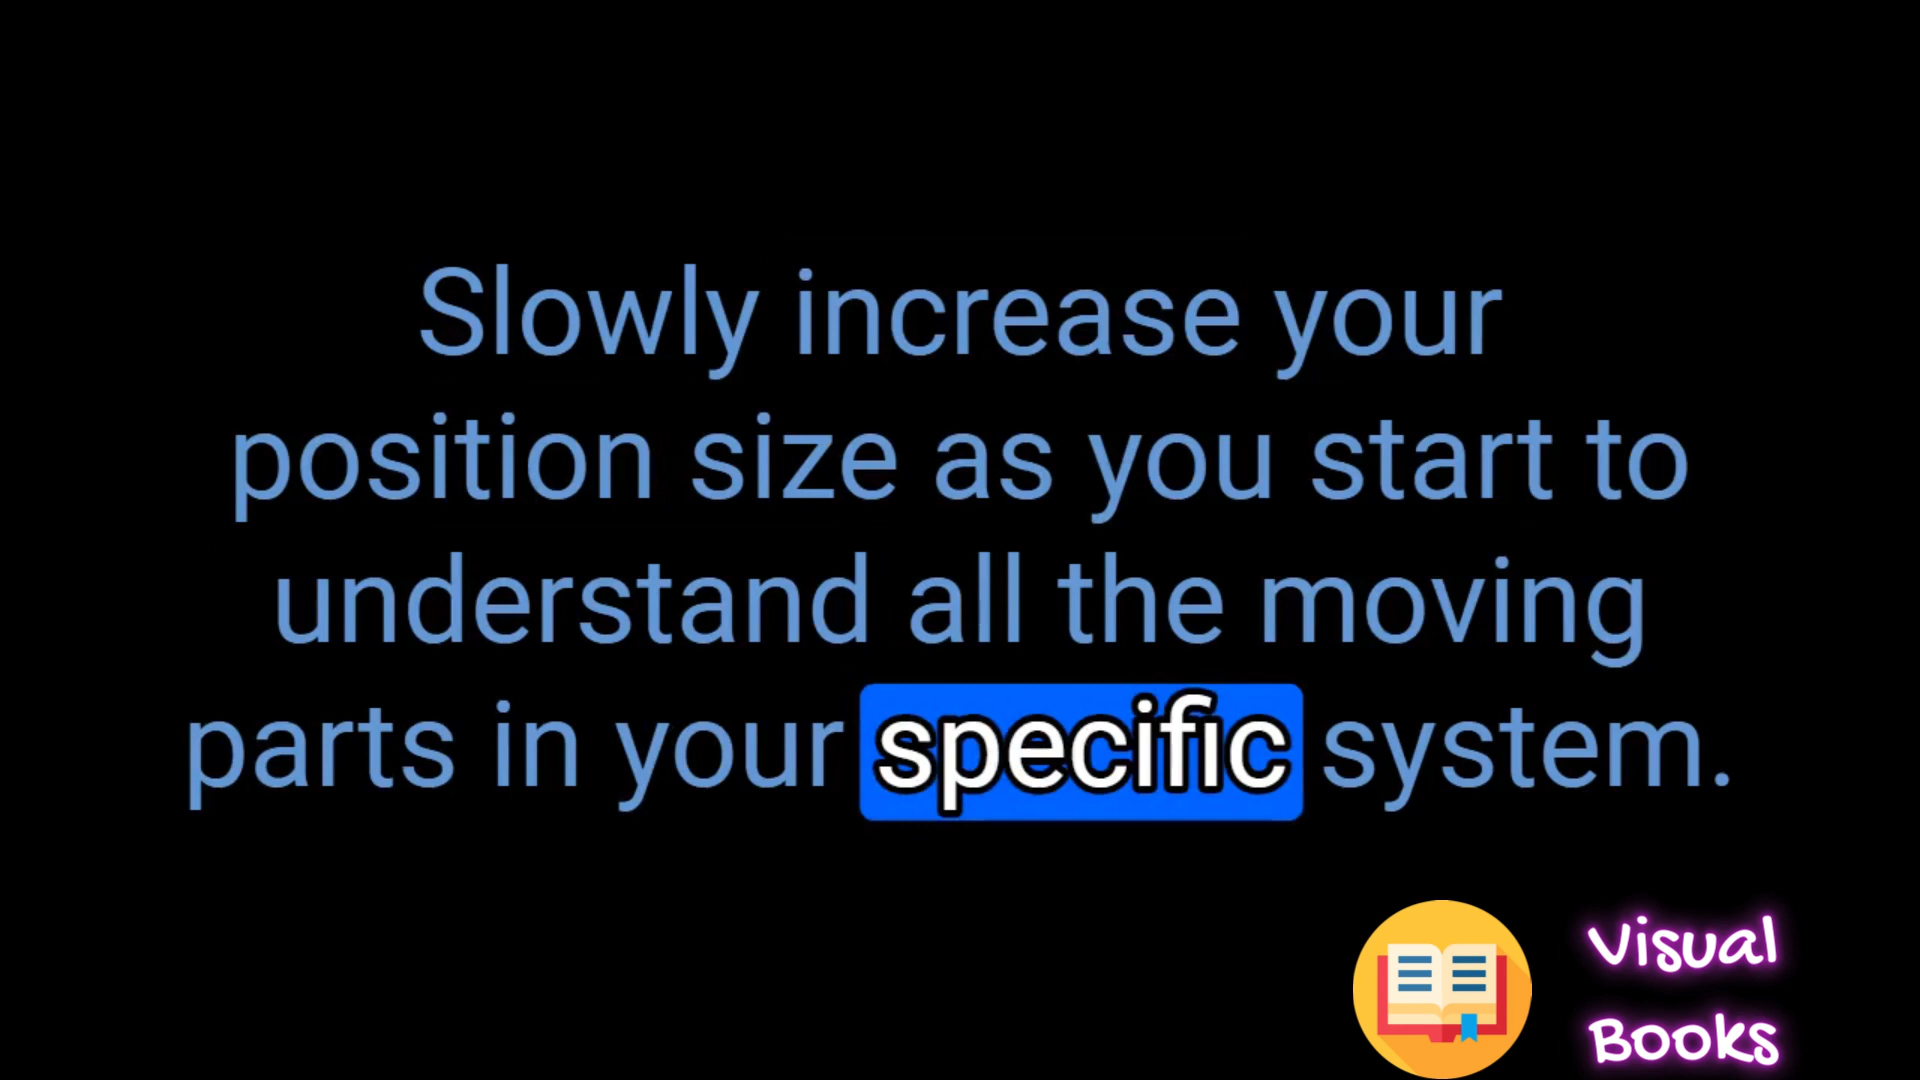 Slowly increase your
position size as you start to
understand all the moving
parts in your specific system.
Visual
Books